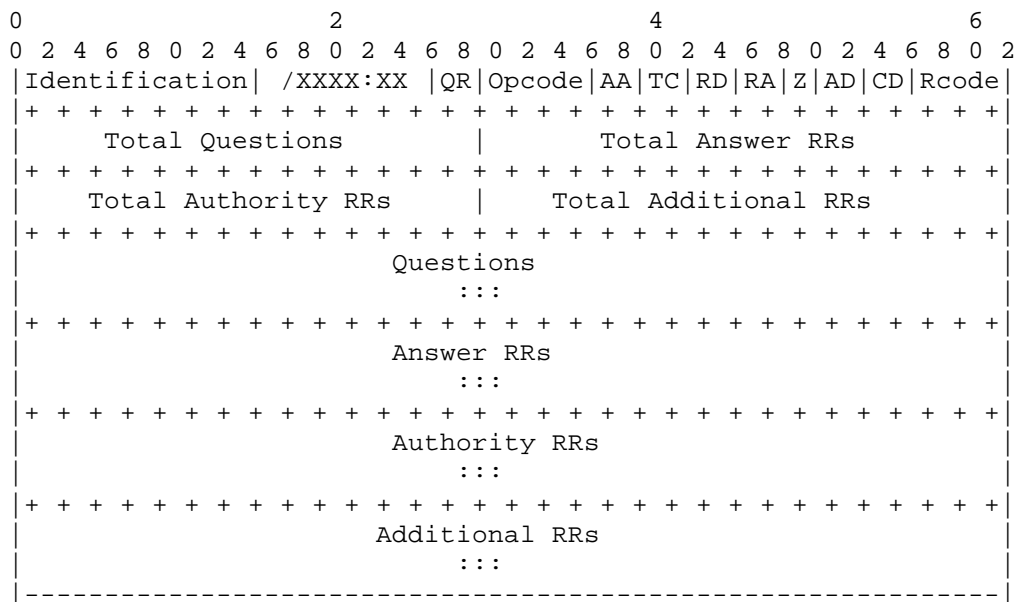 0                   2                   4                   6
0 2 4 6 8 0 2 4 6 8 0 2 4 6 8 0 2 4 6 8 0 2 4 6 8 0 2 4 6 8 0 2
|Identification| /XXXX:XX |QR|Opcode|AA|TC|RD|RA|Z|AD|CD|Rcode|
|+ + + + + + + + + + + + + + + + + + + + + + + + + + + + + + +|
|     Total Questions        |       Total Answer RRs         |
|+ + + + + + + + + + + + + + + + + + + + + + + + + + + + + + +|
|    Total Authority RRs     |    Total Additional RRs        |
|+ + + + + + + + + + + + + + + + + + + + + + + + + + + + + + +|
|                       Questions                             |
|                           :::                               |
|+ + + + + + + + + + + + + + + + + + + + + + + + + + + + + + +|
|                       Answer RRs                            |
|                           :::                               |
|+ + + + + + + + + + + + + + + + + + + + + + + + + + + + + + +|
|                       Authority RRs                         |
|                           :::                               |
|+ + + + + + + + + + + + + + + + + + + + + + + + + + + + + + +|
|                      Additional RRs                         |
|                           :::                               |
|-------------------------------------------------------------|